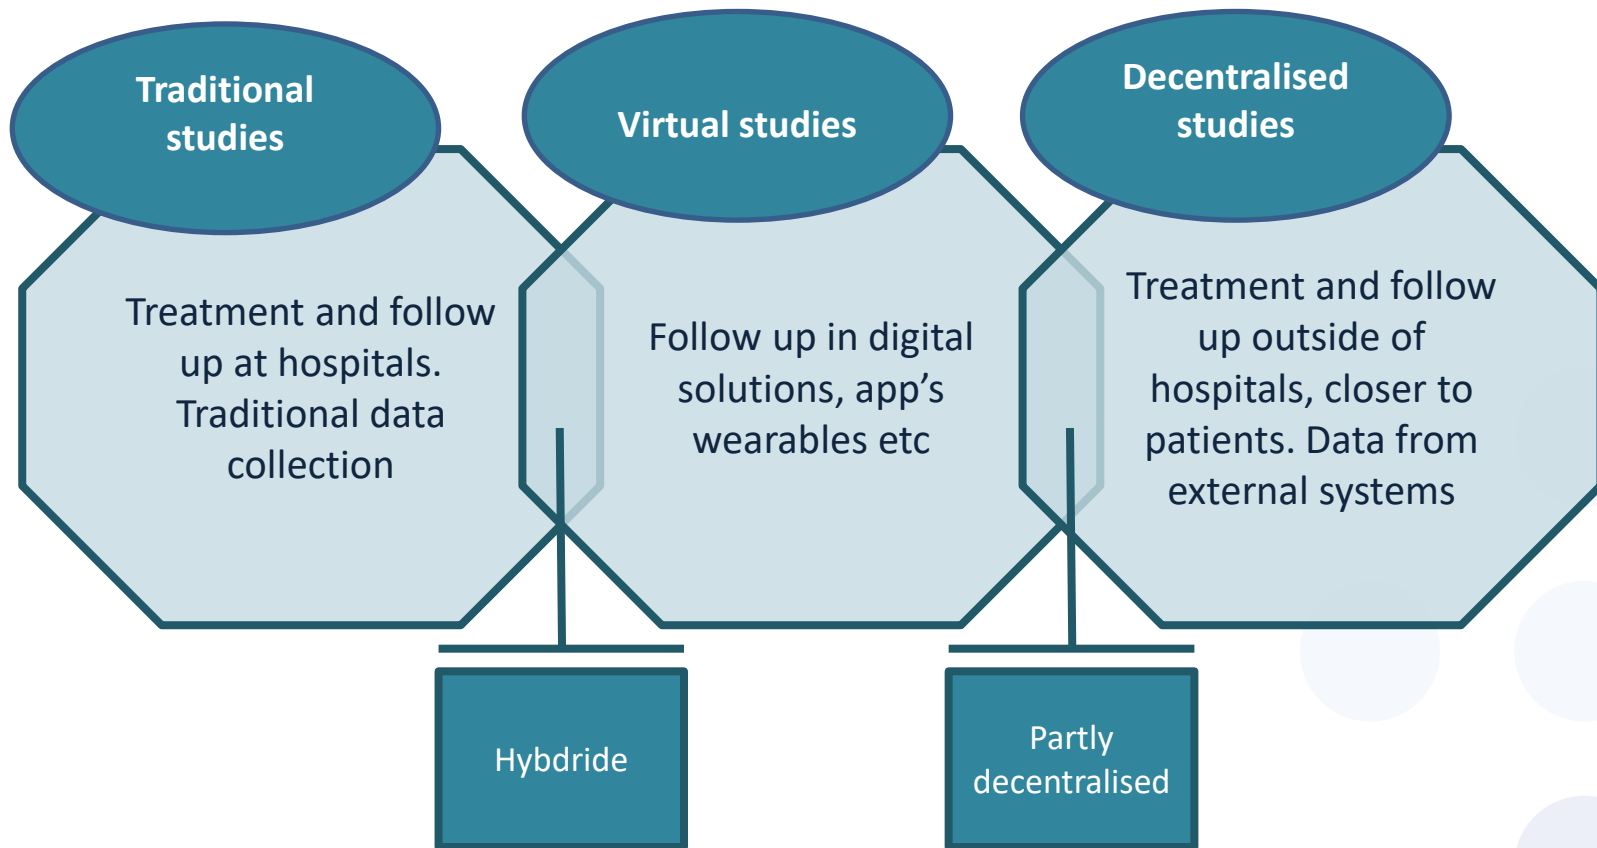 Traditional
studies
Treatment and follow
up at hospitals.
Traditional data
collection
Virtual studies
Follow up in digital
solutions, app’s
wearables etc
Decentralised
studies
Treatment and follow
up outside of
hospitals, closer to
patients. Data from
external systems
Hybdride
Partly
decentralised